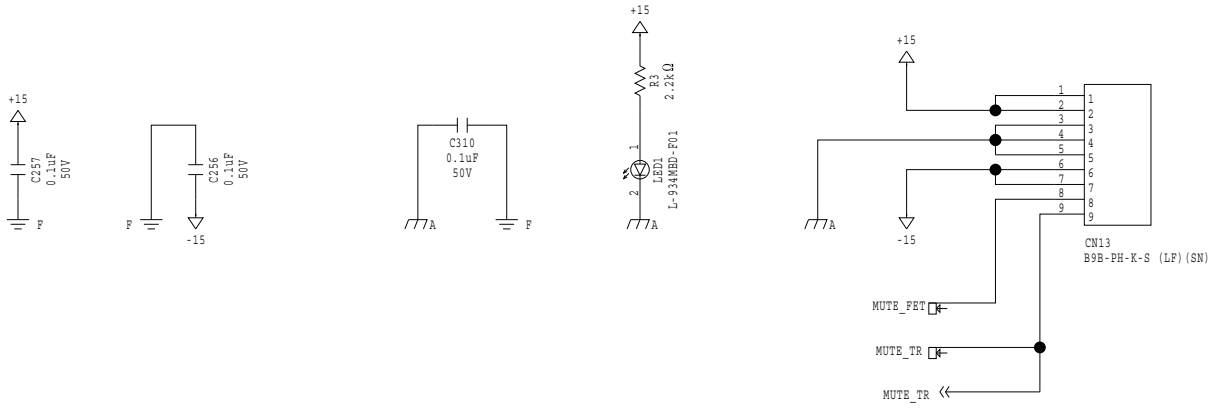 +15
C257
0.1uF
50V
F
F
C256
0.1uF
50V
-15
C310
0.1uF
50V
A
F
+15
R3
2.2kΩ
1
LED1
L-934MBD-F01
2
A
+15
1
1
2
2
3
3
4
4
5
5
6
6
7
7
8
8
9
9
A
-15
CN13
B9B-PH-K-S (LF)(SN)
MUTE_FET
MUTE_TR
MUTE_TR